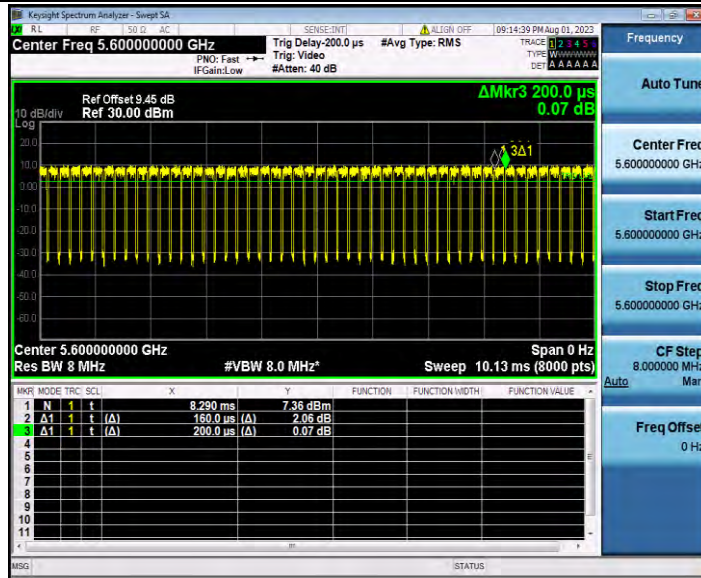 Keysight Spectrum Analyzer - Swept SA
RL RF 50 Ω AC SENSE:INT ALIGN OFF 09:14:39 PM Aug 01, 2023
Center Freq 5.600000000 GHz
PNO: Fast
IFGain:Low
Trig Delay-200.0 µs
Trig: Video
#Atten: 40 dB
#Avg Type: RMS
TRACE 1 2 3 4 5 6
TYPE WWWWWW
DET A A A A A A
Frequency
Auto Tune
Center Freq
5.600000000 GHz
Start Freq
5.600000000 GHz
Stop Freq
5.600000000 GHz
CF Step
8.000000 MHz
Auto Man
Freq Offset
0 Hz
ΔMkr3 200.0 µs
0.07 dB
Ref Offset 9.45 dB
10 dB/div Ref 30.00 dBm
Log
20.0
10.0
0.00
-10.0
-20.0
-30.0
-40.0
-50.0
-60.0
3Δ1
Center 5.600000000 GHz Span 0 Hz
Res BW 8 MHz #VBW 8.0 MHz* Sweep 10.13 ms (8000 pts)
MKR MODE TRC SCL X Y FUNCTION FUNCTION WIDTH FUNCTION VALUE
1 N 1 t 8.290 ms 7.36 dBm
2 Δ1 1 t (Δ) 160.0 µs (Δ) 2.06 dB
3 Δ1 1 t (Δ) 200.0 µs (Δ) 0.07 dB
4
5
6
7
8
9
10
11
MSG STATUS